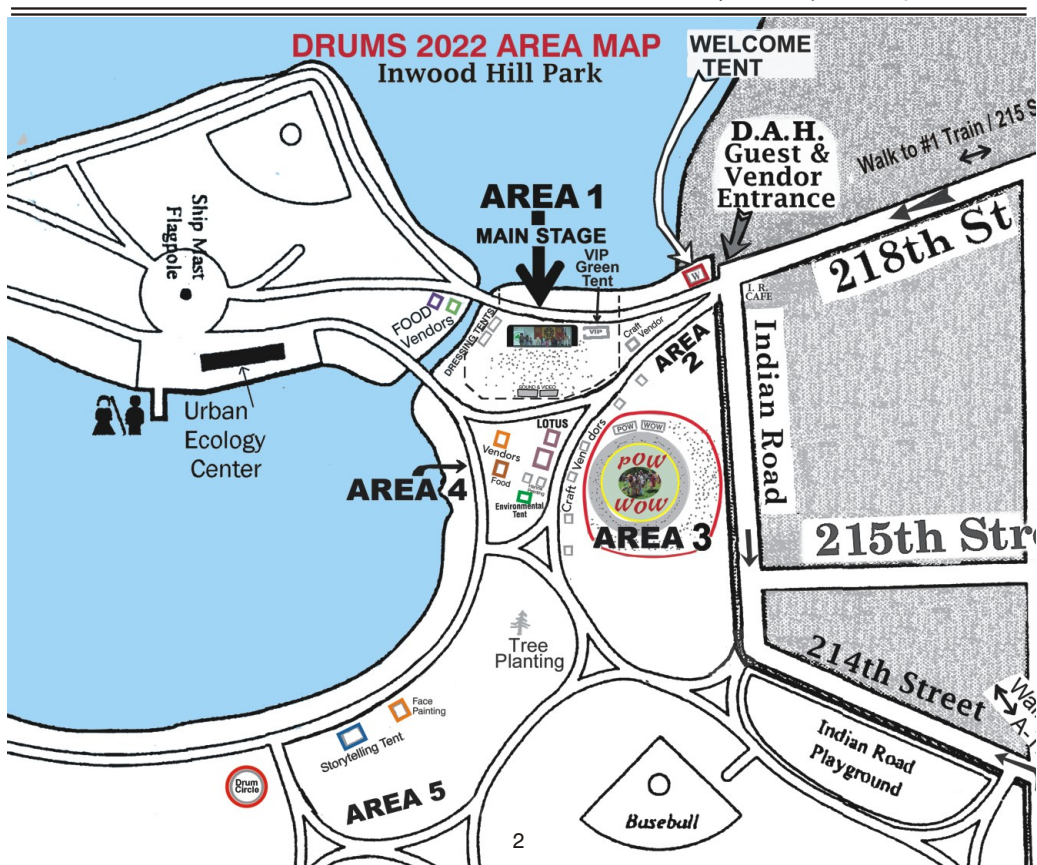 DRUMS 2022 AREA MAP
Inwood Hill Park
WELCOME
TENT
D.A.H.
Guest &
Vendor
Entrance
Walk to #1 Train / 215 S
AREA 1
MAIN STAGE
VIP
Green
Tent
W
218th St
Ship Mast
Flagpole
I. R.
CAFE
FOOD
Vendors
DRESSING TENTS
VIP
Craft
Vendor
AREA
2
SOUND & VIDEO
Indian Road
Urban
Ecology
Center
LOTUS
Vendors
Food
Environmental
Tent
AREA 4
Craft Vendors
POW WOW
POW
WOW
AREA 3
215th Stre
Tree
Planting
214th Street
Wal
A-
Face
Painting
Storytelling Tent
Indian Road
Playground
Drum
Circle
AREA 5
Baseball
2